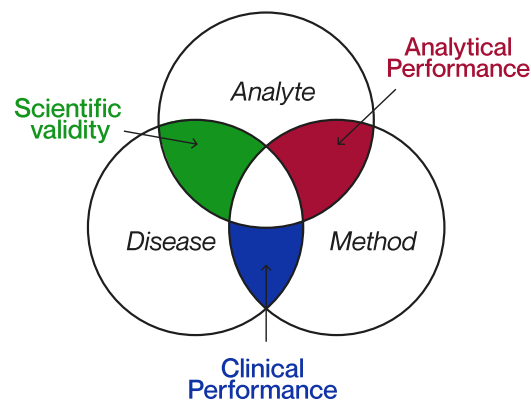 Analytical
Performance
Analyte
Scientific
validity
Disease
Method
Clinical
Performance